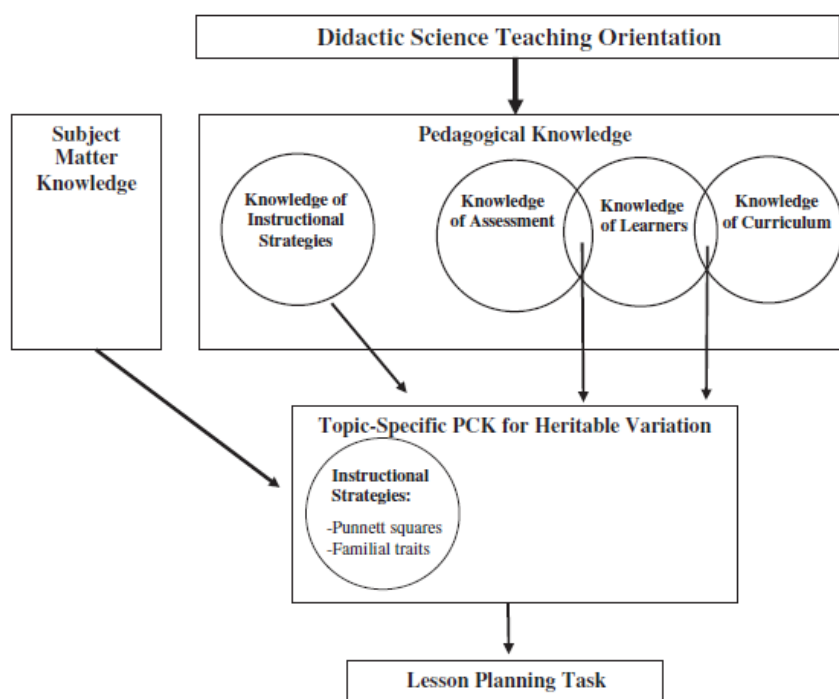 Didactic Science Teaching Orientation
Subject
Matter
Knowledge
Pedagogical Knowledge
Knowledge of
Instructional
Strategies
Knowledge
of Assessment
Knowledge
of Learners
Knowledge
of Curriculum
Topic-Specific PCK for Heritable Variation
Instructional
Strategies:
-Punnett squares
-Familial traits
Lesson Planning Task